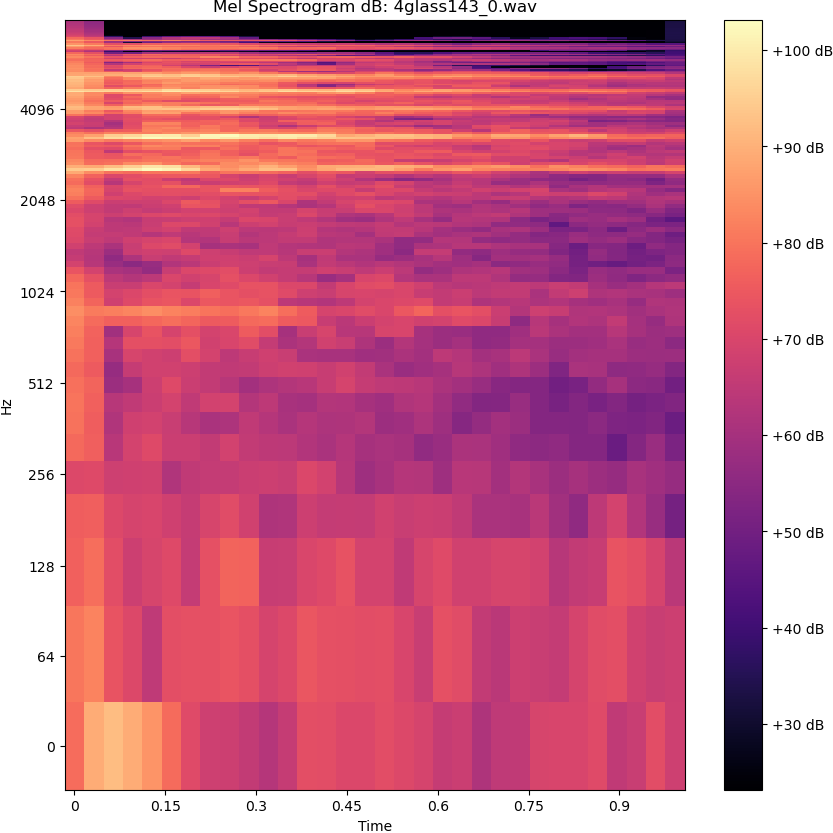 Mel Spectrogram dB: 4glass143_0.wav
+100 dB
4096
+90 dB
2048
+80 dB
1024
+70 dB
512
Hz
+60 dB
256
+50 dB
128
+40 dB
64
+30 dB
0
0 0.15 0.3 0.45 0.6 0.75 0.9
Time